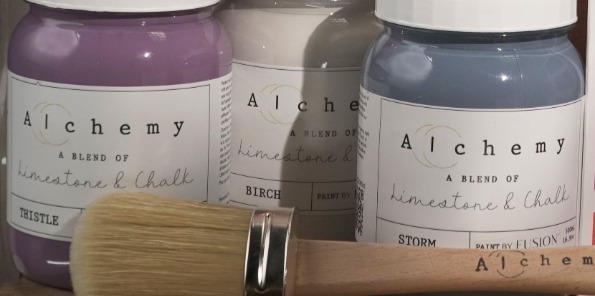 Alchemy
A BLEND OF
Limestone & Chalk
THISTLE
Alche
A BLEND OF
Limestone &
BIRCH
PAINT BY
Alchemy
A BLEND OF
Limestone & Chalk
STORM
PAINT BY FUSION
Alchem